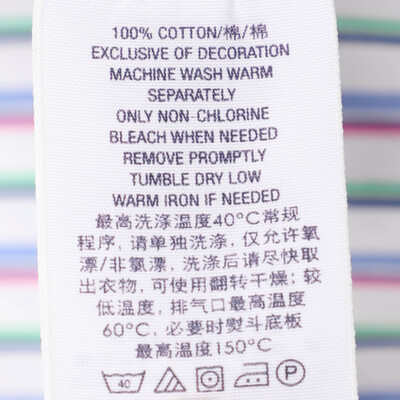 100% COTTON/棉/棉
EXCLUSIVE OF DECORATION
MACHINE WASH WARM
SEPARATELY
ONLY NON-CHLORINE
BLEACH WHEN NEEDED
REMOVE PROMPTLY
TUMBLE DRY LOW
WARM IRON IF NEEDED
最高洗涤温度40°C常规
程序, 请单独洗涤, 仅允许氧
漂/非氯漂, 洗涤后请尽快取
出衣物, 可使用翻转干燥; 较
低温度, 排气口最高温度
60°C, 必要时熨斗底板
最高温度150°C
40 P